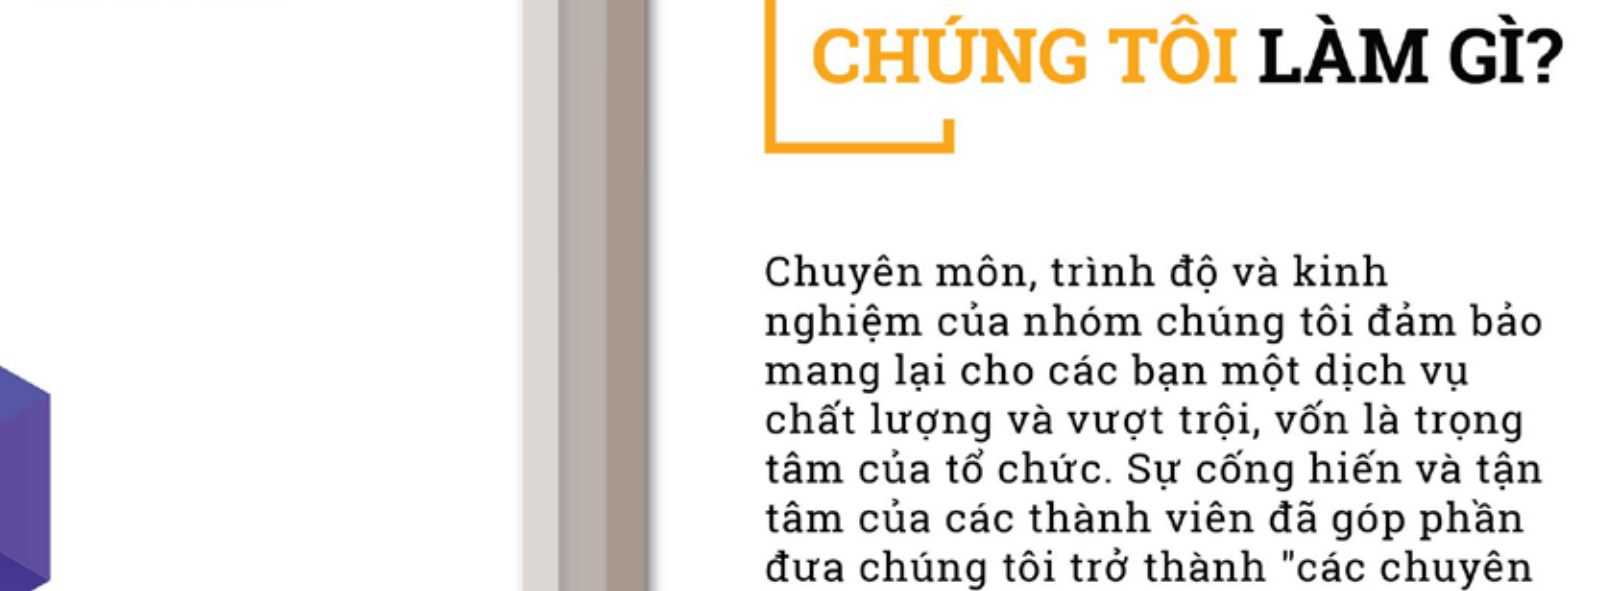 CHÚNG TÔI LÀM GÌ?
Chuyên môn, trình độ và kinh
nghiệm của nhóm chúng tôi đảm bảo
mang lại cho các bạn một dịch vụ
chất lượng và vượt trội, vốn là trọng
tâm của tổ chức. Sự cống hiến và tận
tâm của các thành viên đã góp phần
đưa chúng tôi trở thành "các chuyên